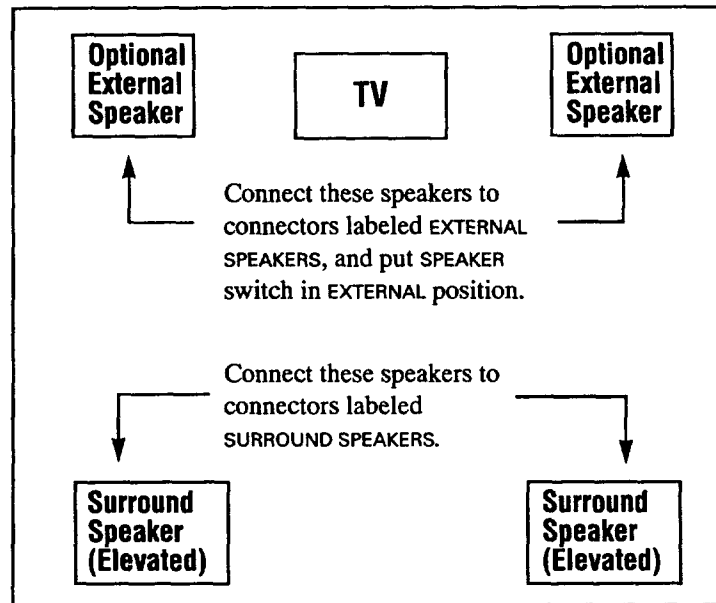 Optional
External
Speaker
TV
Optional
External
Speaker
Connect these speakers to
connectors labeled EXTERNAL
SPEAKERS, and put SPEAKER
switch in EXTERNAL position.
Connect these speakers to
connectors labeled
SURROUND SPEAKERS.
Surround
Speaker
(Elevated)
Surround
Speaker
(Elevated)